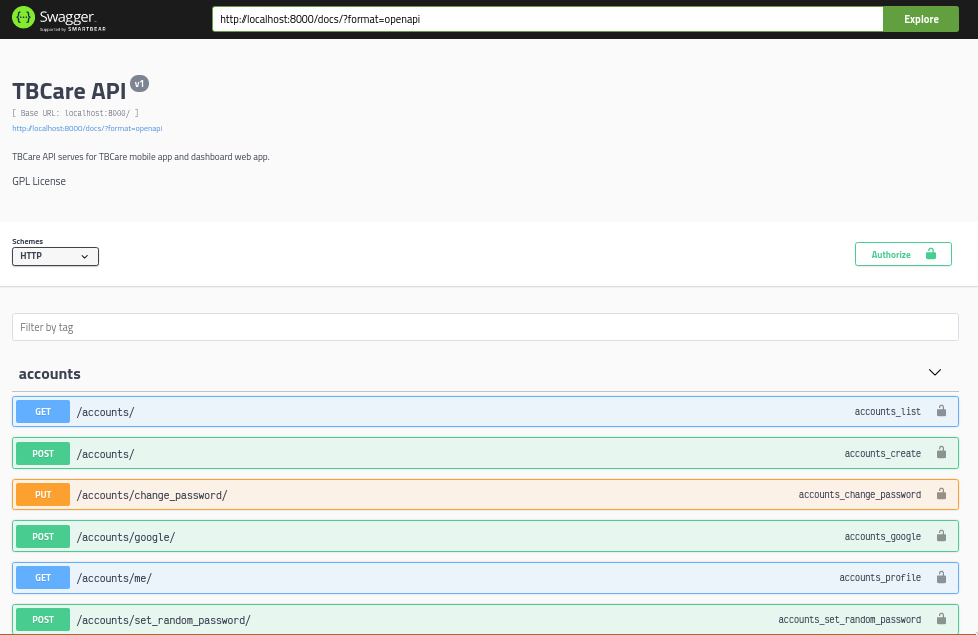 Swagger.
Supported by SMARTBEAR
http://localhost:8000/docs/?format=openapi
Explore
TBCare API v1
[ Base URL: localhost:8000/ ]
http://localhost:8000/docs/?format=openapi
TBCare API serves for TBCare mobile app and dashboard web app.
GPL License
Schemes
HTTP
Authorize
Filter by tag
accounts
GET /accounts/ accounts_list
POST /accounts/ accounts_create
PUT /accounts/change_password/ accounts_change_password
POST /accounts/google/ accounts_google
GET /accounts/me/ accounts_profile
POST /accounts/set_random_password/ accounts_set_random_password